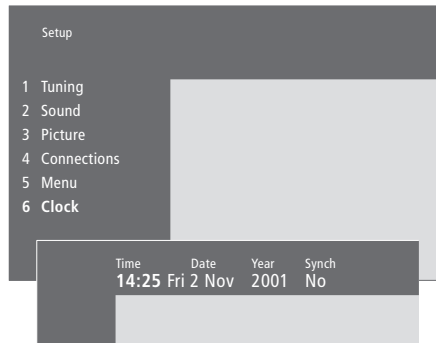 Setup
1 Tuning
2 Sound
3 Picture
4 Connections
5 Menu
6 Clock
Time Date Year Synch
14:25 Fri 2 Nov 2001 No